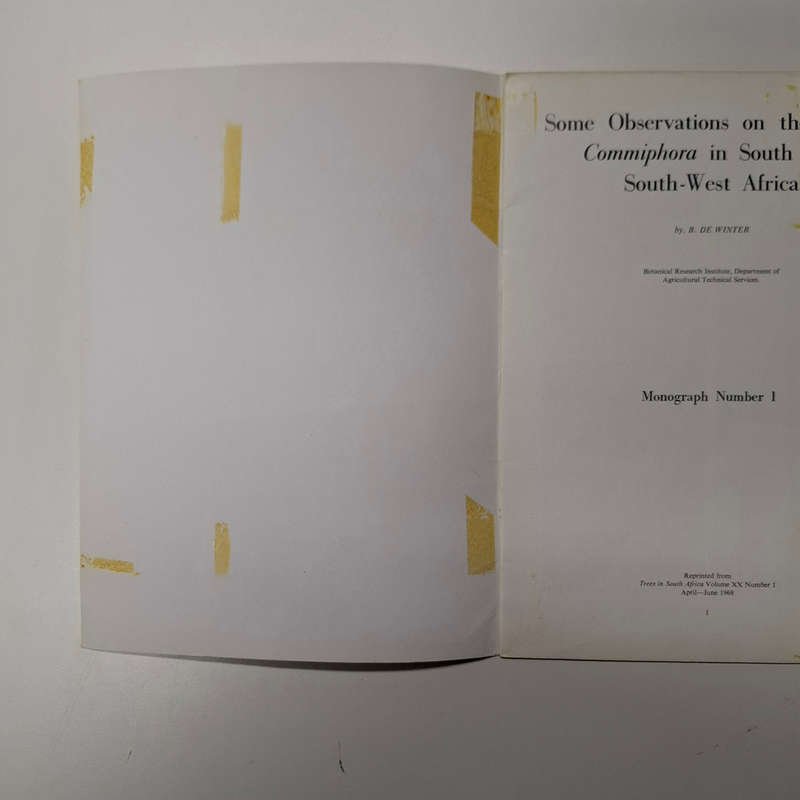 Some Observations on the
Commiphora in South
South-West Africa
by. B. DE WINTER
Botanical Research Institute, Department of
Agricultural Technical Services.
Monograph Number 1
Reprinted from
Trees in South Africa Volume XX Number 1
April—June 1968
1